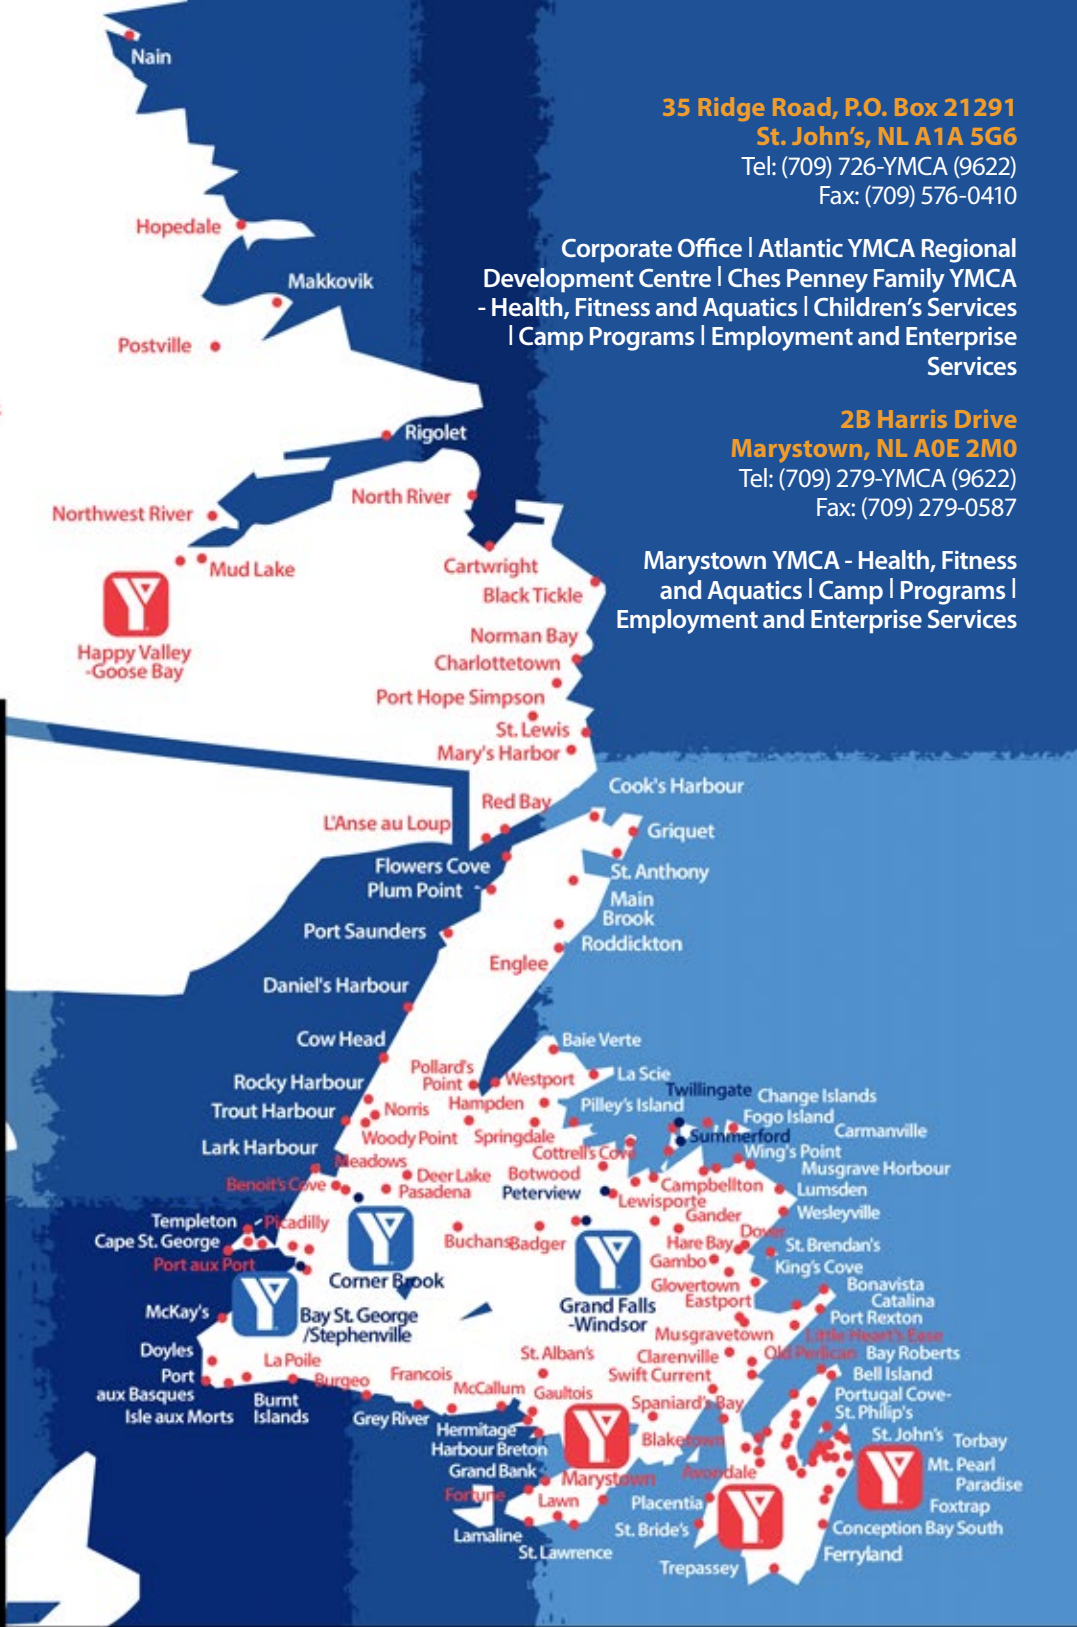 Nain
35 Ridge Road, P.O. Box 21291
St. John's, NL A1A 5G6
Tel: (709) 726-YMCA (9622)
Fax: (709) 576-0410
Hopedale
Corporate Office | Atlantic YMCA Regional
Development Centre | Ches Penney Family YMCA
- Health, Fitness and Aquatics | Children's Services
| Camp Programs | Employment and Enterprise
Services
Makkovik
Postville
2B Harris Drive
Marystown, NL A0E 2M0
Tel: (709) 279-YMCA (9622)
Fax: (709) 279-0587
Rigolet
North River
Northwest River
Marystown YMCA - Health, Fitness
and Aquatics | Camp | Programs |
Employment and Enterprise Services
Mud Lake
Cartwright
Black Tickle
Y
Happy Valley
-Goose Bay
Norman Bay
Charlottetown
Port Hope Simpson
St. Lewis
Mary's Harbor
Cook's Harbour
Red Bay
L'Anse au Loup
Griquet
Flowers Cove
St. Anthony
Plum Point
Main
Brook
Port Saunders
Roddickton
Englee
Daniel's Harbour
Cow Head
Baie Verte
Pollard's
Point
Westport
La Scie
Rocky Harbour
Twillingate
Change Islands
Trout Harbour
Norris
Hampden
Pilley's Island
Fogo Island
Woody Point
Springdale
Summerford
Carmanville
Lark Harbour
Meadows
Cottrell's Cove
Wing's Point
Musgrave Horbour
Benoit's Cove
Deer Lake
Pasadena
Botwood
Peterview
Campbellton
Lumsden
Lewisporte
Wesleyville
Templeton
Picadilly
Gander
Cape St. George
Buchans
Badger
Hare Bay
Dover
St. Brendan's
Port aux Port
Y
Corner Brook
Gambo
King's Cove
Y
Grand Falls
-Windsor
Glovertown
Eastport
Bonavista
Catalina
McKay's
Y
Bay St. George
/Stephenville
Port Rexton
Musgravetown
Little Heart's Ease
Doyles
La Poile
St. Alban's
Clarenville
Old Perlican
Bay Roberts
Port
aux Basques
Burgeo
Francois
Swift Current
Bell Island
Isle aux Morts
Burnt
Islands
McCallum
Gaultois
Spaniard's Bay
Portugal Cove-
St. Philip's
Grey River
Hermitage
Harbour Breton
Blaketown
St. John's
Torbay
Grand Bank
Y
Marystown
Avondale
Y
Mt. Pearl
Paradise
Fortune
Lawn
Placentia
Y
Foxtrap
Lamaline
St. Bride's
Conception Bay South
St. Lawrence
Ferryland
Trepassey